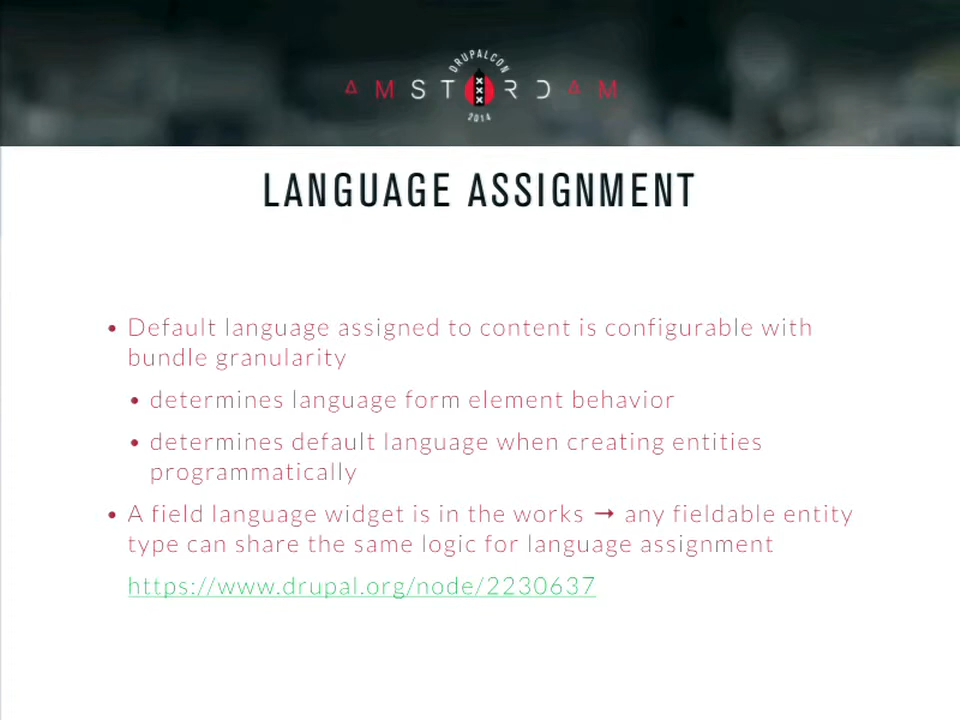 DRUPALCON
AMSTERDAM
2014
LANGUAGE ASSIGNMENT
• Default language assigned to content is configurable with
bundle granularity
• determines language form element behavior
• determines default language when creating entities
programmatically
• A field language widget is in the works → any fieldable entity
type can share the same logic for language assignment
https://www.drupal.org/node/2230637